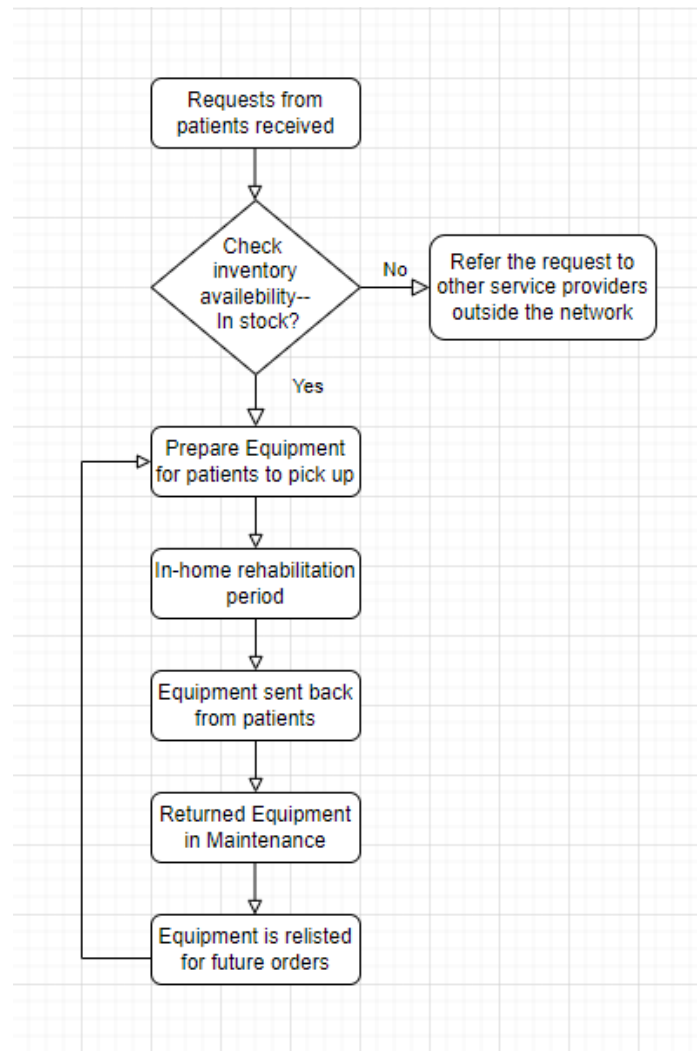 Requests from
patients received
Check
inventory
availebility--
In stock?
No
Refer the request to
other service providers
outside the network
Yes
Prepare Equipment
for patients to pick up
In-home rehabilitation
period
Equipment sent back
from patients
Returned Equipment
in Maintenance
Equipment is relisted
for future orders